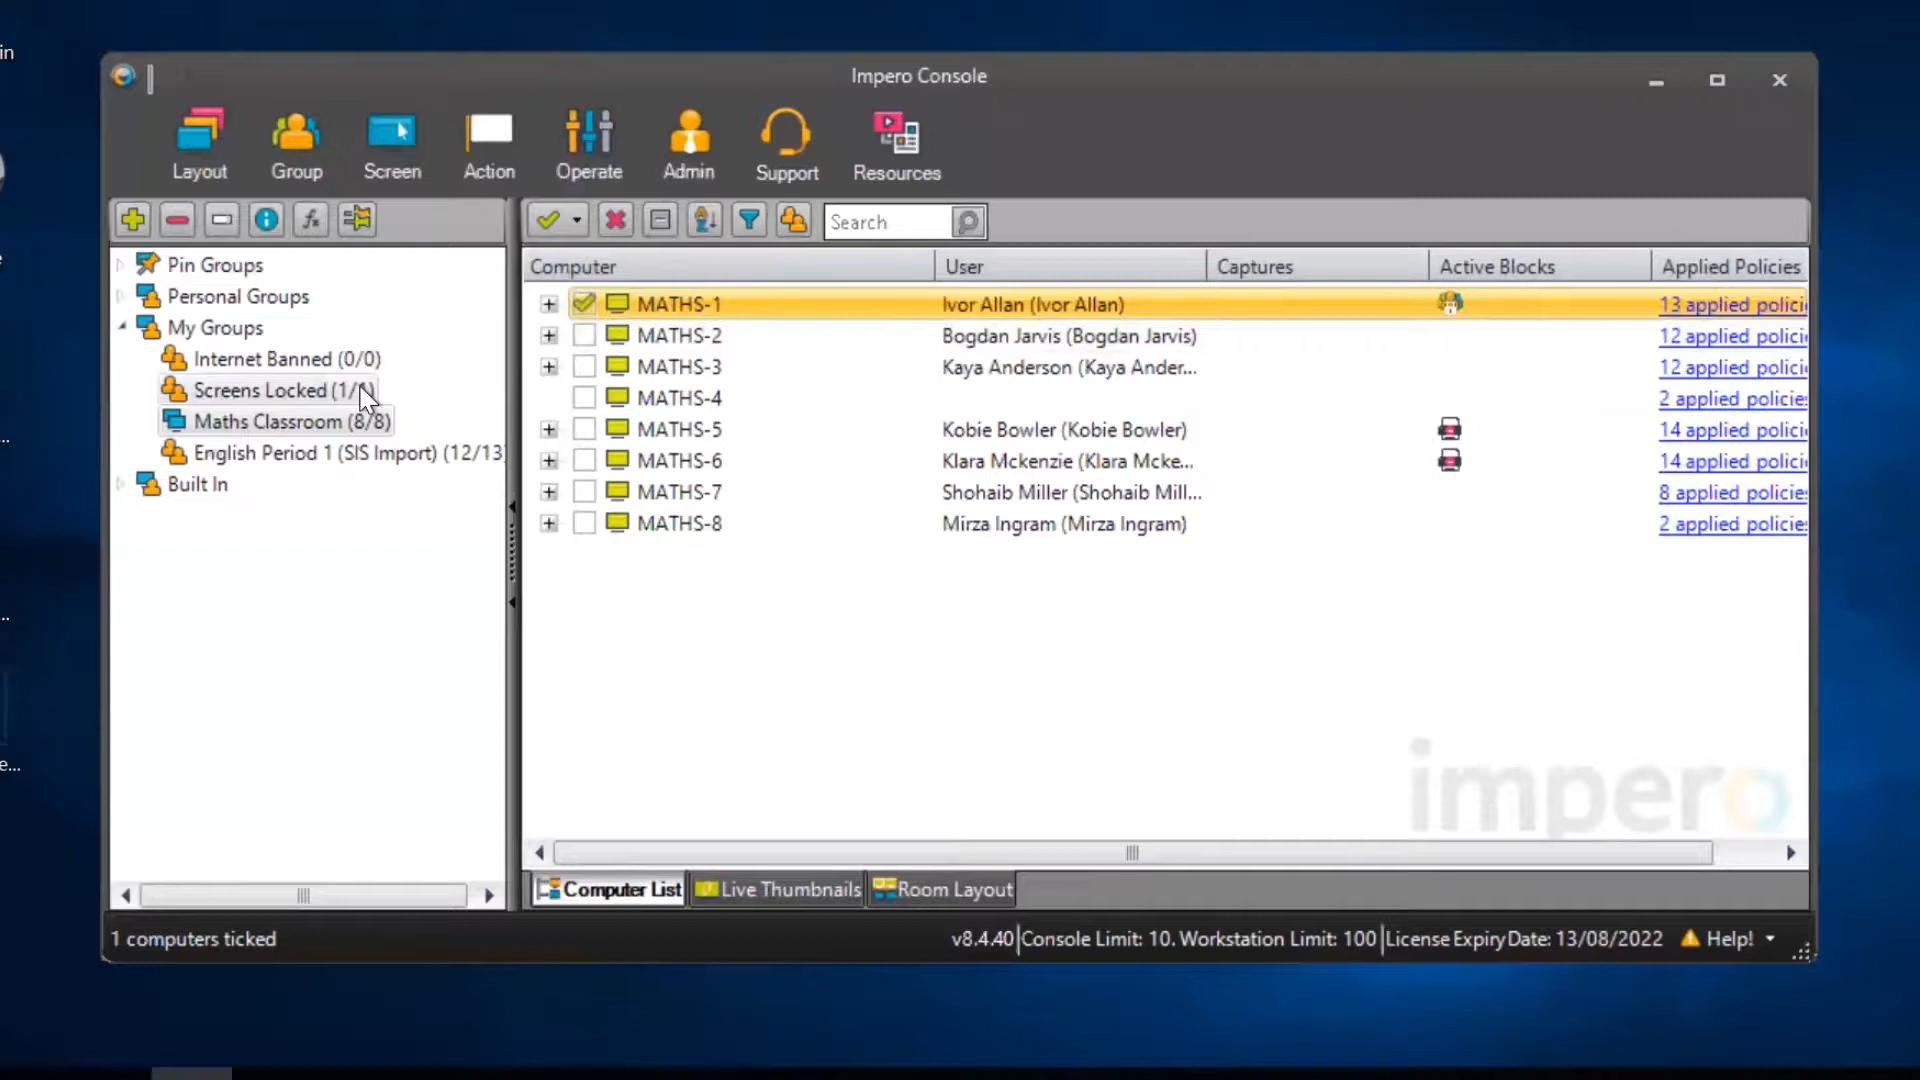 in
Impero Console
Layout Group Screen Action Operate Admin Support Resources
Search
Pin Groups
Personal Groups
My Groups
Internet Banned (0/0)
Screens Locked (1/
Maths Classroom (8/8)
English Period 1 (SIS Import) (12/13)
Built In
Computer User Captures Active Blocks Applied Policies
MATHS-1 Ivor Allan (Ivor Allan) 13 applied polici
MATHS-2 Bogdan Jarvis (Bogdan Jarvis) 12 applied polici
MATHS-3 Kaya Anderson (Kaya Ander... 12 applied polici
MATHS-4 2 applied policie
MATHS-5 Kobie Bowler (Kobie Bowler) 14 applied polici
MATHS-6 Klara Mckenzie (Klara Mcke... 14 applied polici
MATHS-7 Shohaib Miller (Shohaib Mill... 8 applied policie
MATHS-8 Mirza Ingram (Mirza Ingram) 2 applied policie
e...
impero
Computer List Live Thumbnails Room Layout
1 computers ticked v8.4.40 Console Limit: 10. Workstation Limit: 100 License Expiry Date: 13/08/2022 Help!